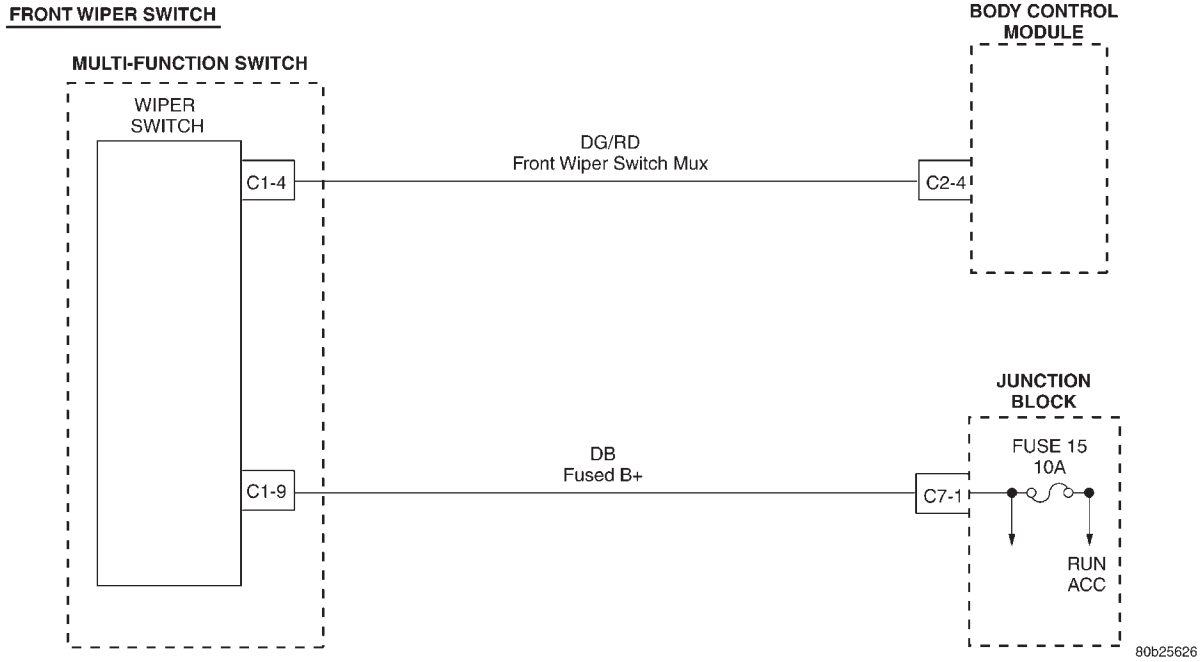 FRONT WIPER SWITCH
BODY CONTROL
MODULE
MULTI-FUNCTION SWITCH
WIPER
SWITCH
DG/RD
Front Wiper Switch Mux
C1-4
C2-4
JUNCTION
BLOCK
FUSE 15
10A
DB
Fused B+
C1-9
C7-1
RUN
ACC
80b25626